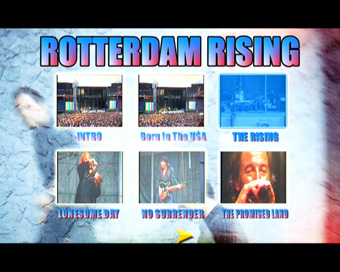 ROTTERDAM RISING
INTRO
Born In The USA
THE RISING
LONESOME DAY
NO SURRENDER
THE PROMISED LAND